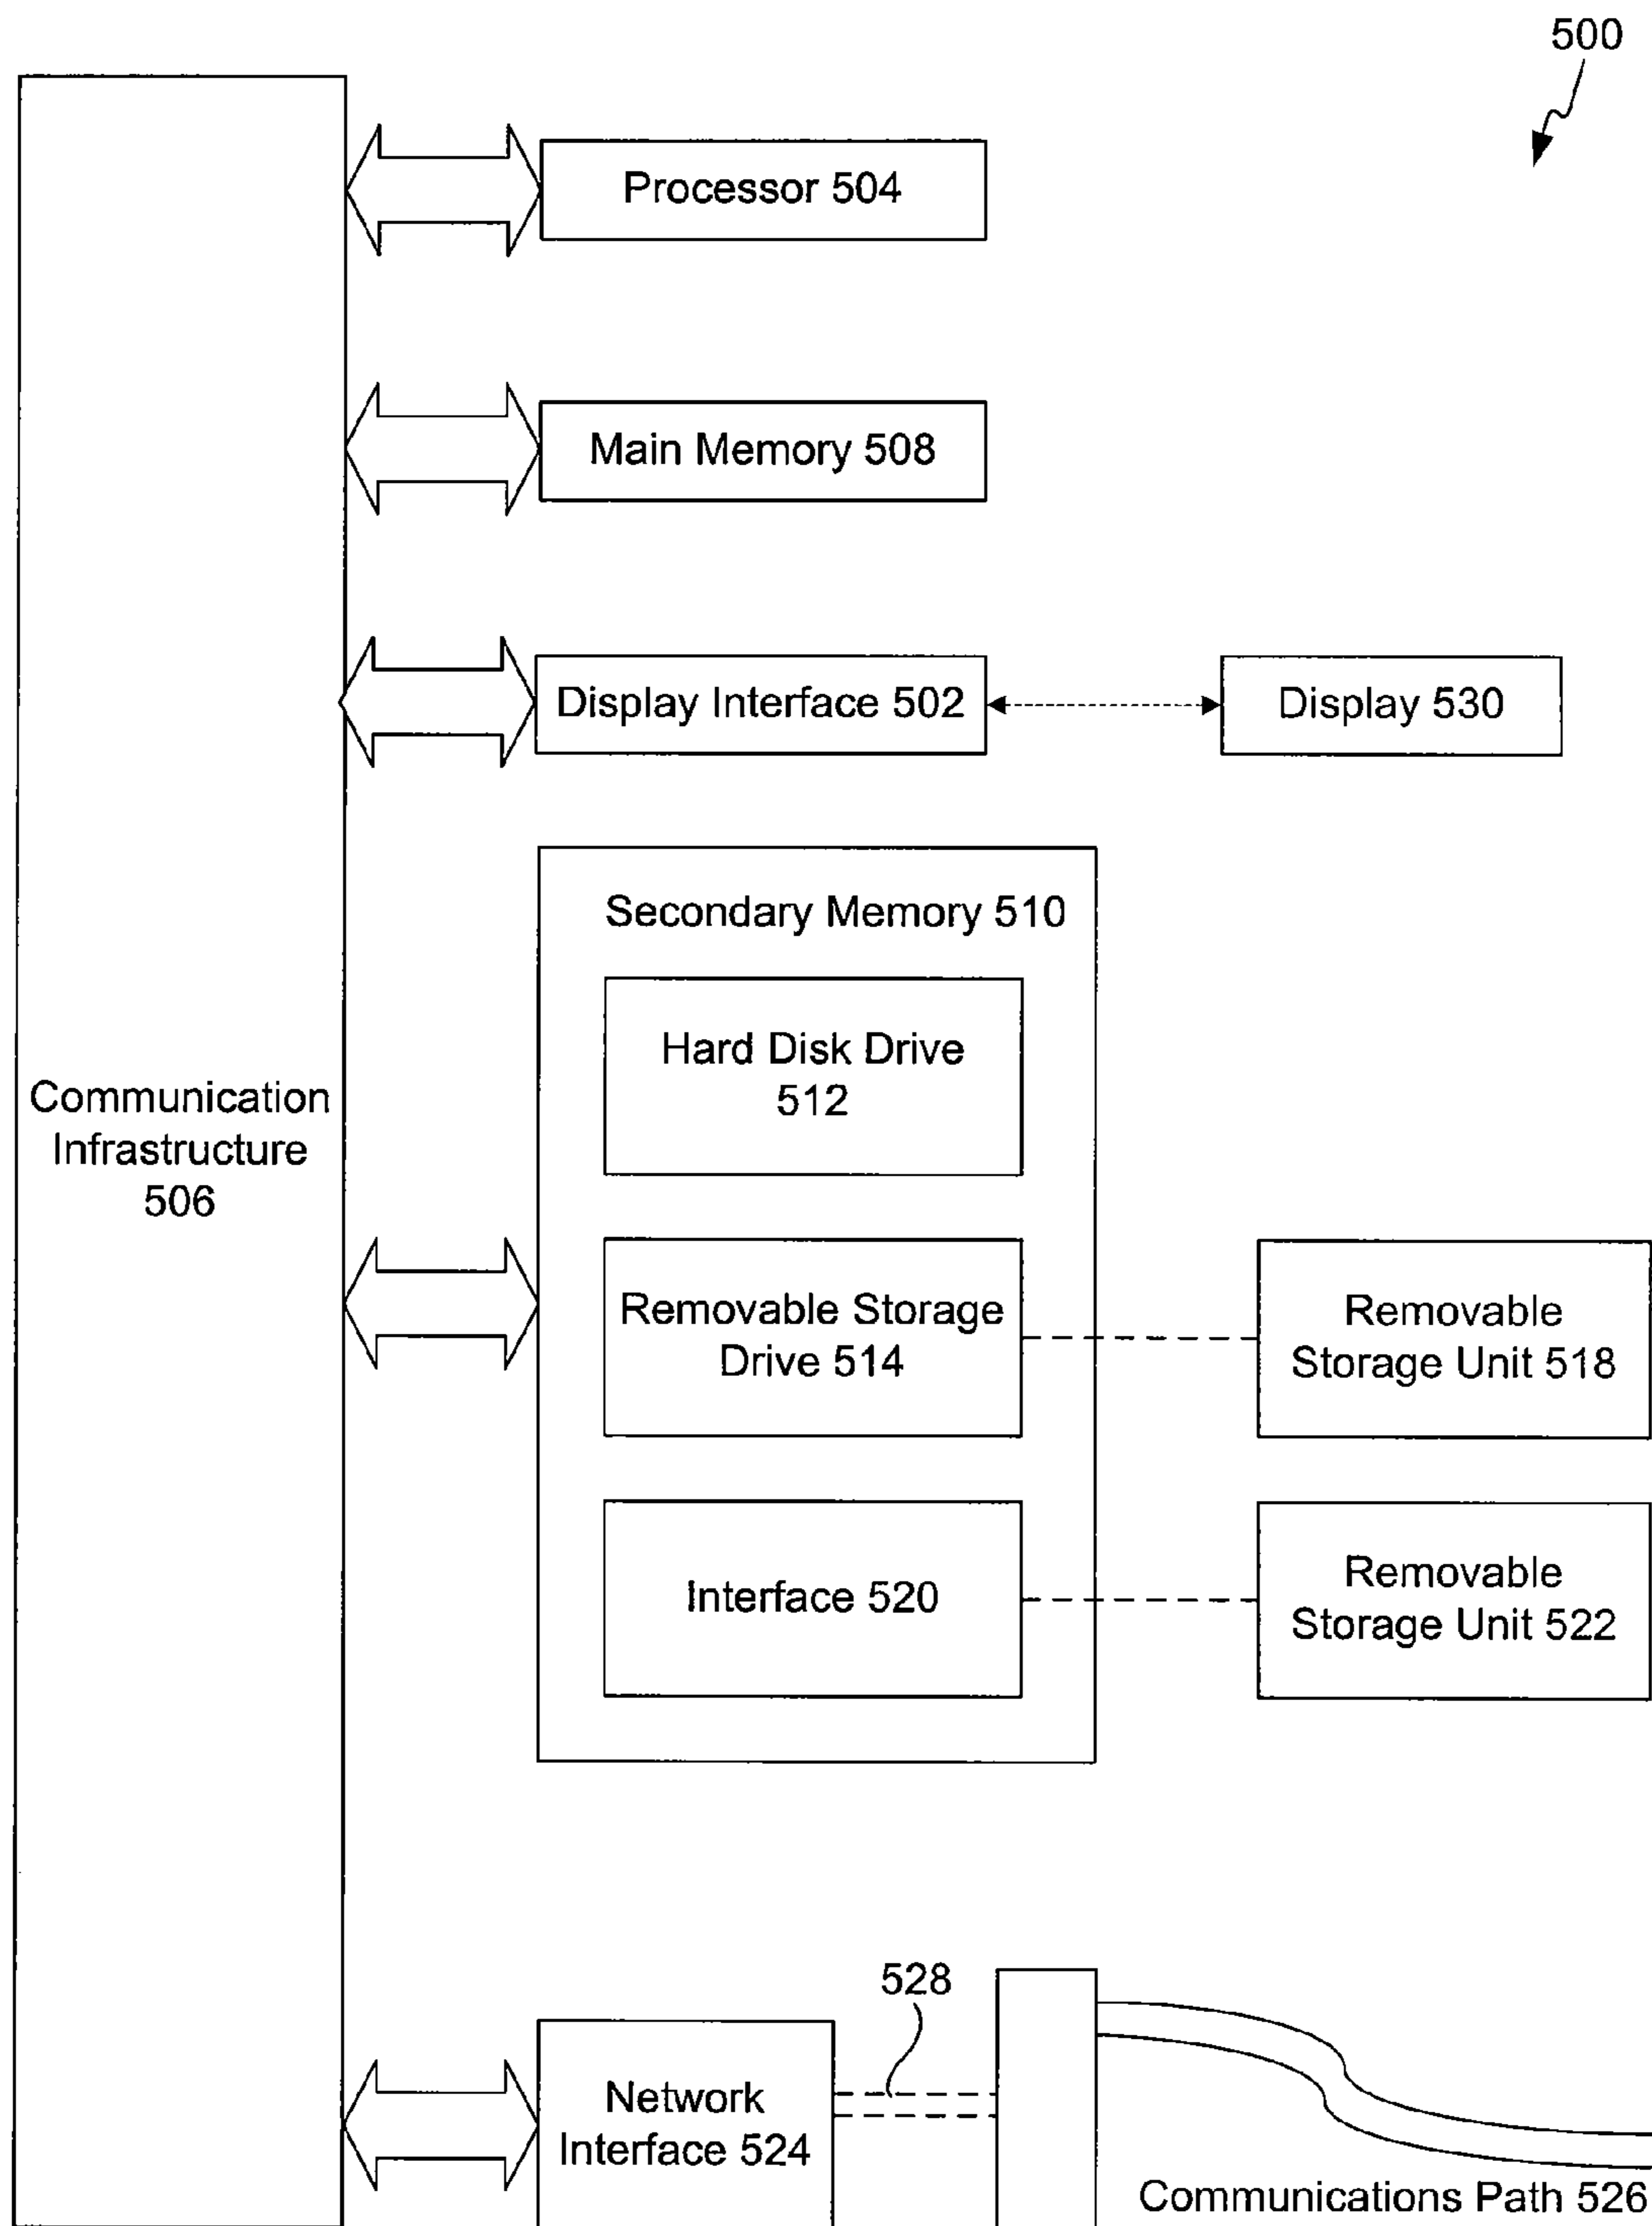 500
Processor 504
Main Memory 508
Display Interface 502
Display 530
Secondary Memory 510
Hard Disk Drive
512
Communication
Infrastructure
506
Removable Storage
Drive 514
Removable
Storage Unit 518
Interface 520
Removable
Storage Unit 522
528
Network
Interface 524
Communications Path 526